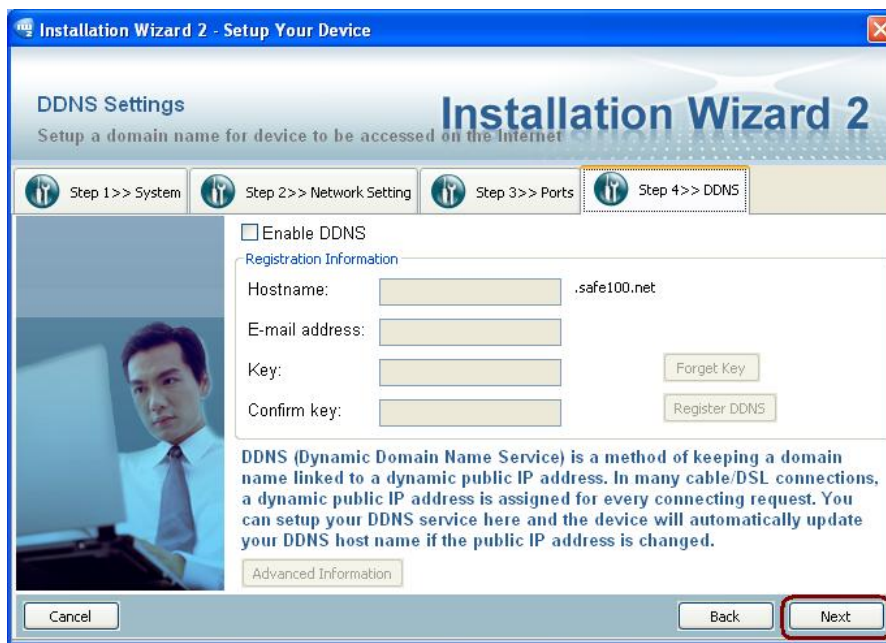 Installation Wizard 2 - Setup Your Device
DDNS Settings
Installation Wizard 2
Setup a domain name for device to be accessed on the Internet
Step 1>> System
Step 2>> Network Setting
Step 3>> Ports
Step 4>> DDNS
Enable DDNS
Registration Information
Hostname:
.safe100.net
E-mail address:
Key:
Forget Key
Confirm key:
Register DDNS
DDNS (Dynamic Domain Name Service) is a method of keeping a domain
name linked to a dynamic public IP address. In many cable/DSL connections,
a dynamic public IP address is assigned for every connecting request. You
can setup your DDNS service here and the device will automatically update
your DDNS host name if the public IP address is changed.
Advanced Information
Cancel
Back
Next